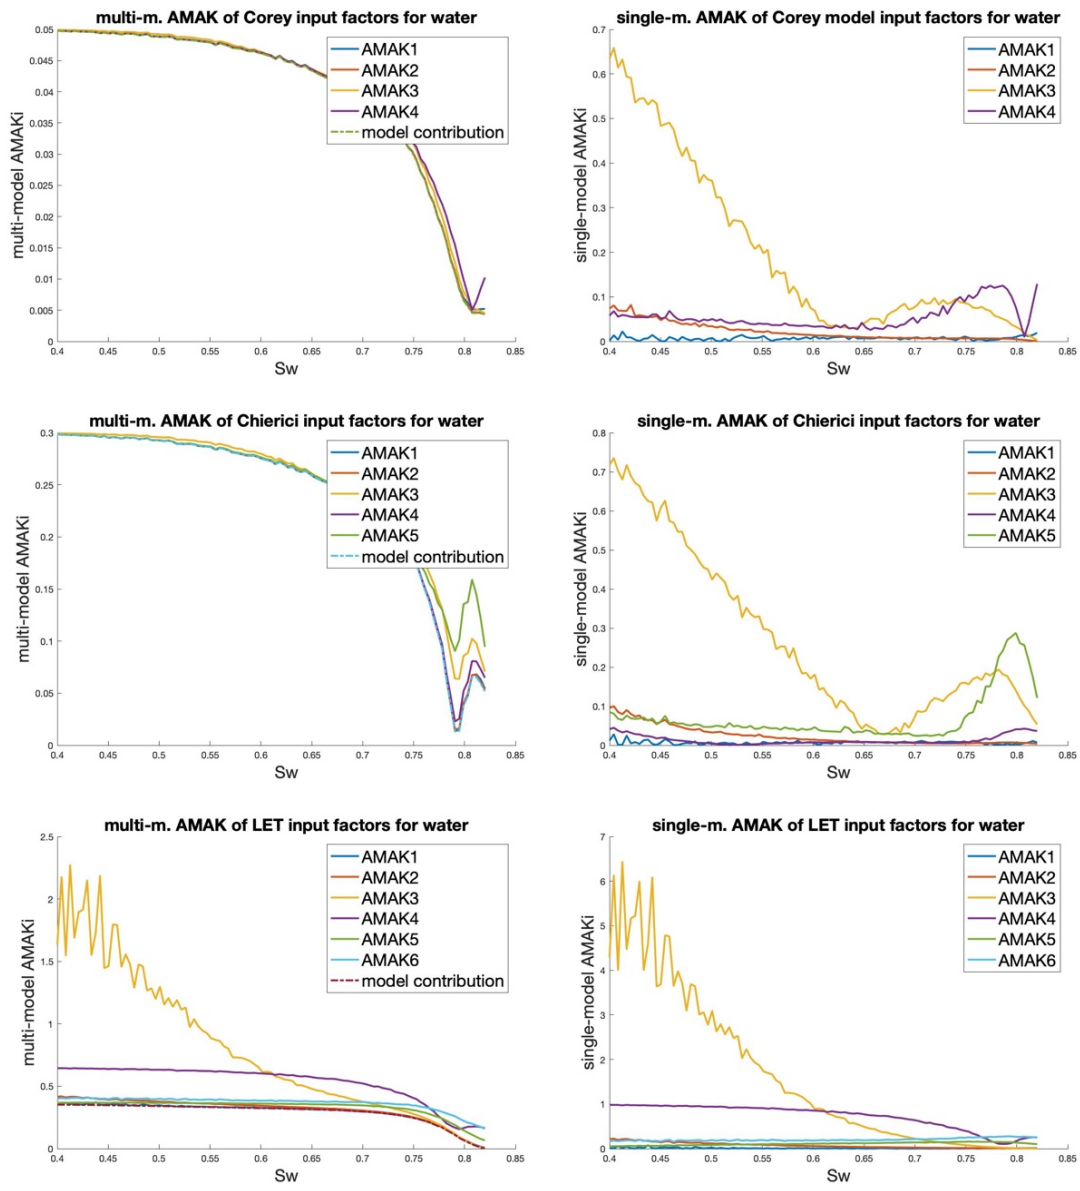 multi-m. AMAK of Corey input factors for water
multi-model AMAKi
0.05
0.045
0.04
0.035
0.03
0.025
0.02
0.015
0.01
0.005
0
AMAK1
AMAK2
AMAK3
AMAK4
model contribution
0.4 0.45 0.5 0.55 0.6 0.65 0.7 0.75 0.8 0.85
Sw
single-m. AMAK of Corey model input factors for water
single-model AMAKi
0.7
0.6
0.5
0.4
0.3
0.2
0.1
0
AMAK1
AMAK2
AMAK3
AMAK4
0.4 0.45 0.5 0.55 0.6 0.65 0.7 0.75 0.8 0.85
Sw
multi-m. AMAK of Chierici input factors for water
multi-model AMAKi
0.3
0.25
0.2
0.15
0.1
0.05
0
AMAK1
AMAK2
AMAK3
AMAK4
AMAK5
model contribution
0.4 0.45 0.5 0.55 0.6 0.65 0.7 0.75 0.8 0.85
Sw
single-m. AMAK of Chierici input factors for water
single-model AMAKi
0.8
0.7
0.6
0.5
0.4
0.3
0.2
0.1
0
AMAK1
AMAK2
AMAK3
AMAK4
AMAK5
0.4 0.45 0.5 0.55 0.6 0.65 0.7 0.75 0.8 0.85
Sw
multi-m. AMAK of LET input factors for water
multi-model AMAKi
2.5
2
1.5
1
0.5
0
AMAK1
AMAK2
AMAK3
AMAK4
AMAK5
AMAK6
model contribution
0.4 0.45 0.5 0.55 0.6 0.65 0.7 0.75 0.8 0.85
Sw
single-m. AMAK of LET input factors for water
single-model AMAKi
7
6
5
4
3
2
1
0
AMAK1
AMAK2
AMAK3
AMAK4
AMAK5
AMAK6
0.4 0.45 0.5 0.55 0.6 0.65 0.7 0.75 0.8 0.85
Sw